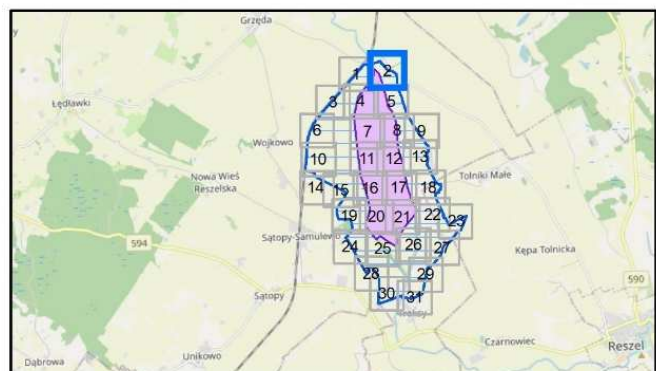 Grzęda
1 2
Łędławki
3 4 5
6 7 8 9
Wojkowo
10 11 12 13
Nowa Wieś
Reszelska
14 15 16 17 18
Tolniki Małe
19 20 21 22 23
594
Sątopy-Samulewo
24 25 26 27
Kępa Tolnicka
28 29
590
Sątopy
30 31
Troksy
Czarnowiec
Reszel
Unikowo
Dąbrowa